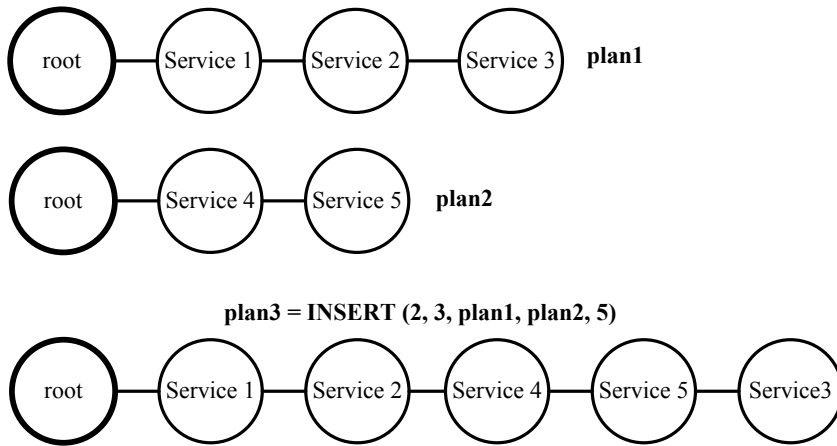 root Service 1 Service 2 Service 3 plan1
root Service 4 Service 5 plan2
plan3 = INSERT (2, 3, plan1, plan2, 5)
root Service 1 Service 2 Service 4 Service 5 Service3